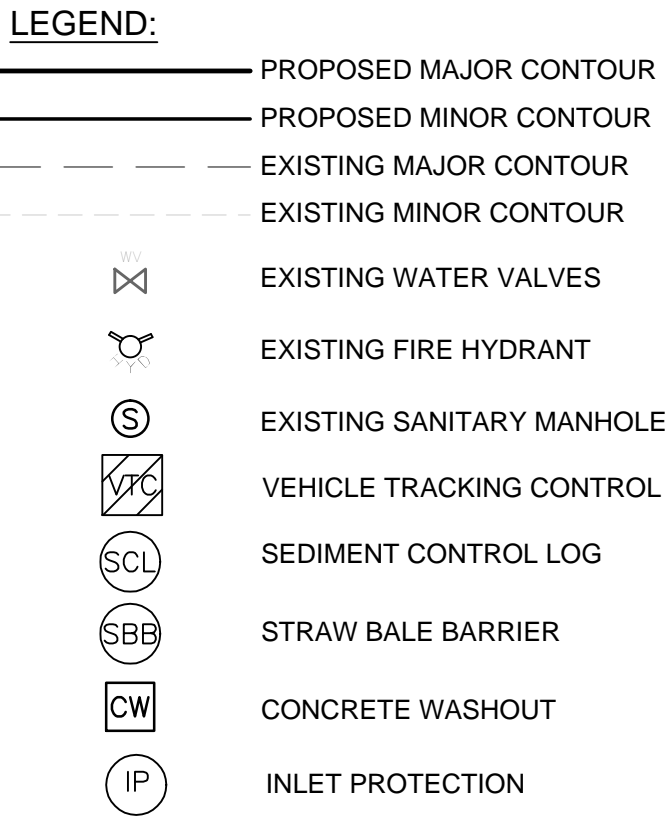 LEGEND:
PROPOSED MAJOR CONTOUR
PROPOSED MINOR CONTOUR
EXISTING MAJOR CONTOUR
EXISTING MINOR CONTOUR
WV
EXISTING WATER VALVES
HYD
EXISTING FIRE HYDRANT
S
EXISTING SANITARY MANHOLE
VTC
VEHICLE TRACKING CONTROL
SCL
SEDIMENT CONTROL LOG
SBB
STRAW BALE BARRIER
CW
CONCRETE WASHOUT
IP
INLET PROTECTION